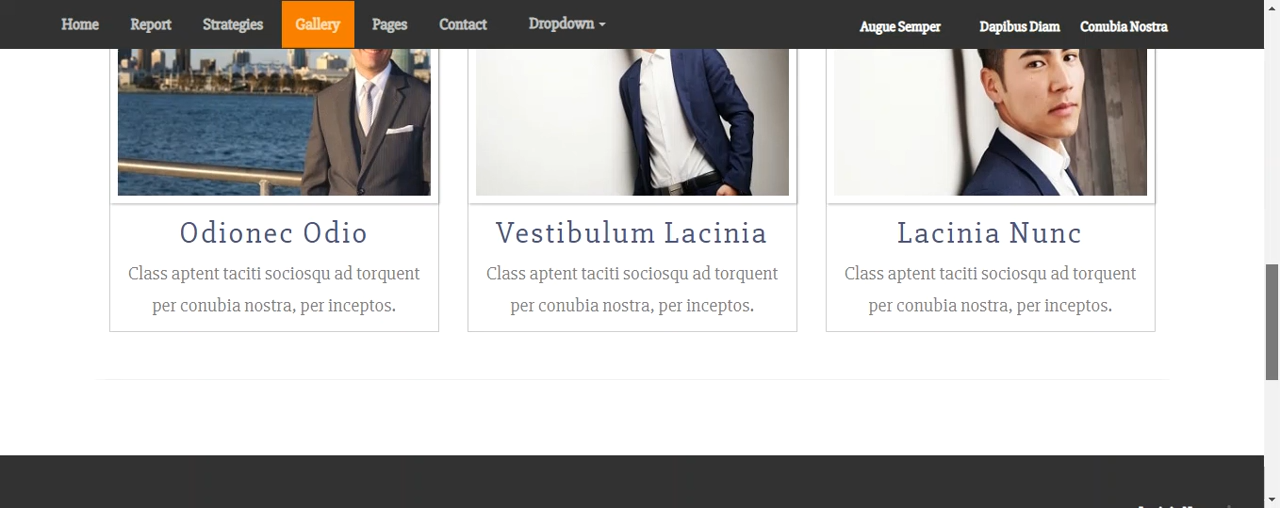 Home Report Strategies Gallery Pages Contact Dropdown Augue Semper Dapibus Diam Conubia Nostra
Odionec Odio
Class aptent taciti sociosqu ad torquent
per conubia nostra, per inceptos.
Vestibulum Lacinia
Class aptent taciti sociosqu ad torquent
per conubia nostra, per inceptos.
Lacinia Nunc
Class aptent taciti sociosqu ad torquent
per conubia nostra, per inceptos.